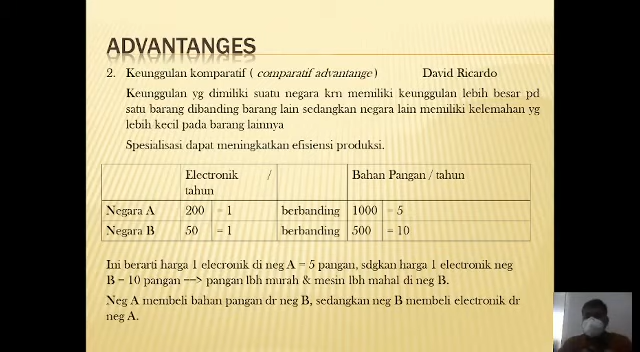 ADVANTANGES
2. Keunggulan komparatif ( comparatif advantange ) David Ricardo
Keunggulan yg dimiliki suatu negara krn memiliki keunggulan lebih besar pd
satu barang dibanding barang lain sedangkan negara lain memiliki kelemahan yg
lebih kecil pada barang lainnya
Spesialisasi dapat meningkatkan efisiensi produksi.
Electronik / Bahan Pangan / tahun
tahun
Negara A 200 = 1 berbanding 1000 = 5
Negara B 50 = 1 berbanding 500 = 10
Ini berarti harga 1 elecronik di neg A = 5 pangan, sdgkan harga 1 electronik neg
B = 10 pangan ==> pangan lbh murah & mesin lbh mahal di neg B.
Neg A membeli bahan pangan dr neg B, sedangkan neg B membeli electronik dr
neg A.